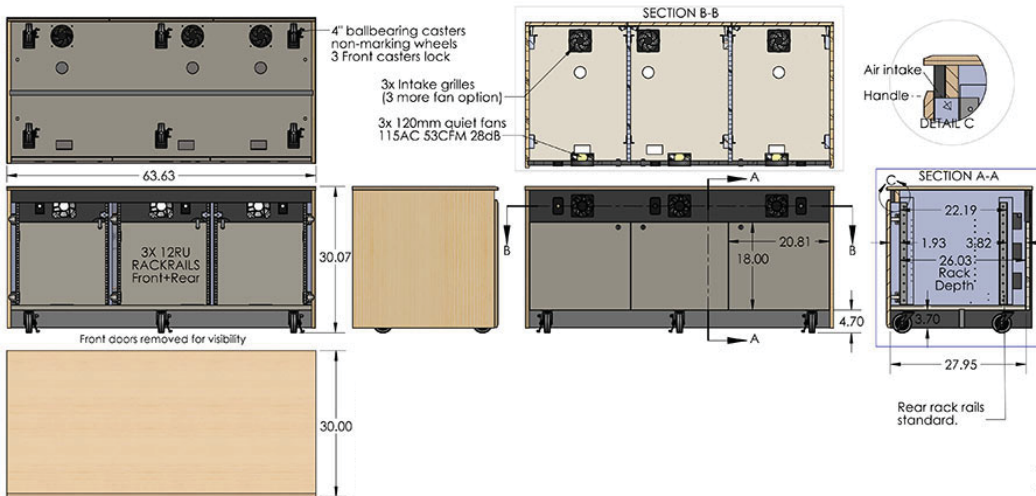 4" ballbearing casters
non-marking wheels
3 Front casters lock
63.63
SECTION B-B
3x Intake grilles
(3 more fan option)
3x 120mm quiet fans
115AC 53CFM 28dB
Air intake
Handle
DETAIL C
3X 12RU
RACKRAILS
Front+Rear
30.07
Front doors removed for visibility
A
B
B
20.81
18.00
4.70
A
SECTION A-A
C
22.19
1.93
3.82
26.03
Rack
Depth
3.70
27.95
Rear rack rails
standard.
30.00